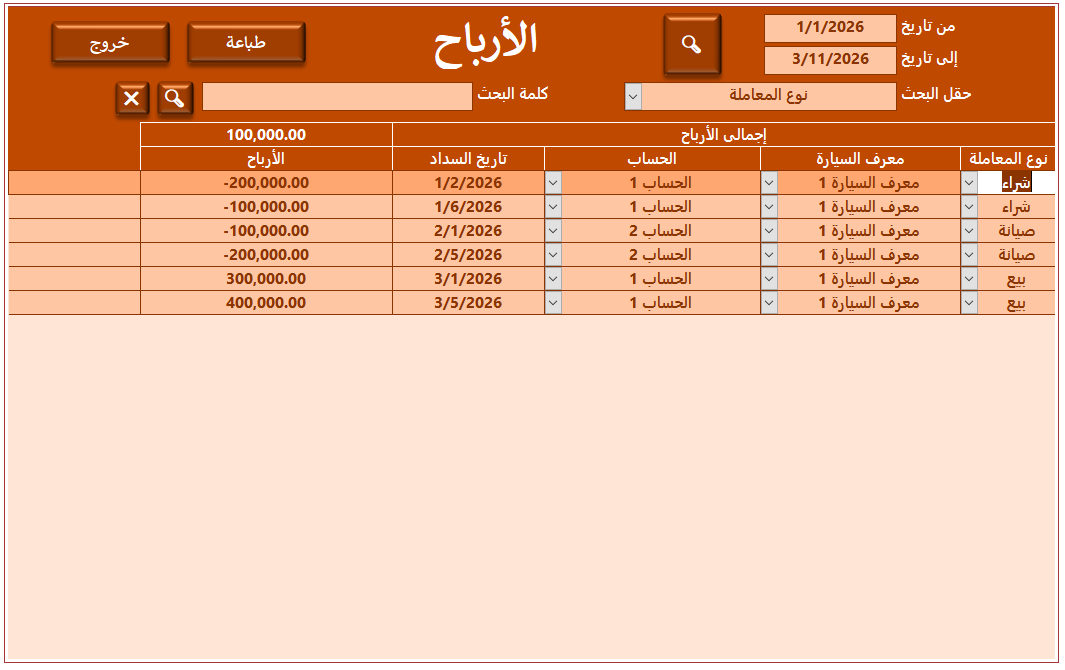 من تاريخ 1/1/2026
الأرباح
طباعة
خروج
إلى تاريخ 3/11/2026
حقل البحث نوع المعاملة كلمة البحث
إجمالى الأرباح 100,000.00
نوع المعاملة معرف السيارة الحساب تاريخ السداد الأرباح
شراء معرف السيارة 1 الحساب 1 1/2/2026 -200,000.00
شراء معرف السيارة 1 الحساب 1 1/6/2026 -100,000.00
صيانة معرف السيارة 1 الحساب 2 2/1/2026 -100,000.00
صيانة معرف السيارة 1 الحساب 2 2/5/2026 -200,000.00
بيع معرف السيارة 1 الحساب 1 3/1/2026 300,000.00
بيع معرف السيارة 1 الحساب 1 3/5/2026 400,000.00